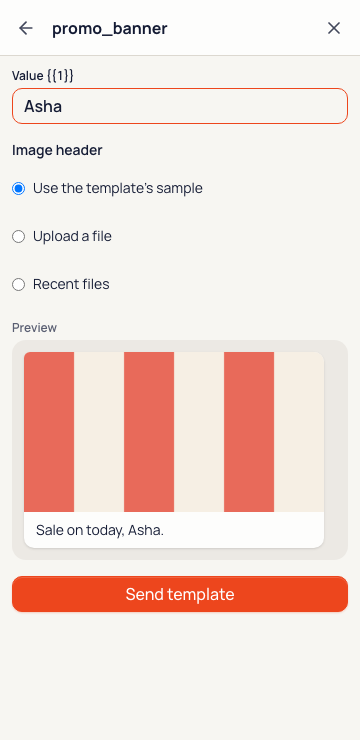 promo_banner
Value {{1}}
Asha
Image header
Use the template's sample
Upload a file
Recent files
Preview
Sale on today, Asha.
Send template